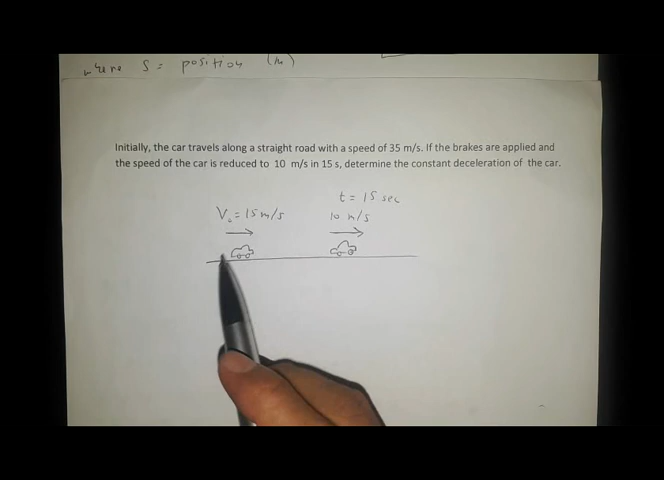 where S = position (m)
Initially, the car travels along a straight road with a speed of 35 m/s. If the brakes are applied and
the speed of the car is reduced to 10 m/s in 15 s, determine the constant deceleration of the car.
t = 15 sec
V₀ = 15 m/s 10 m/s